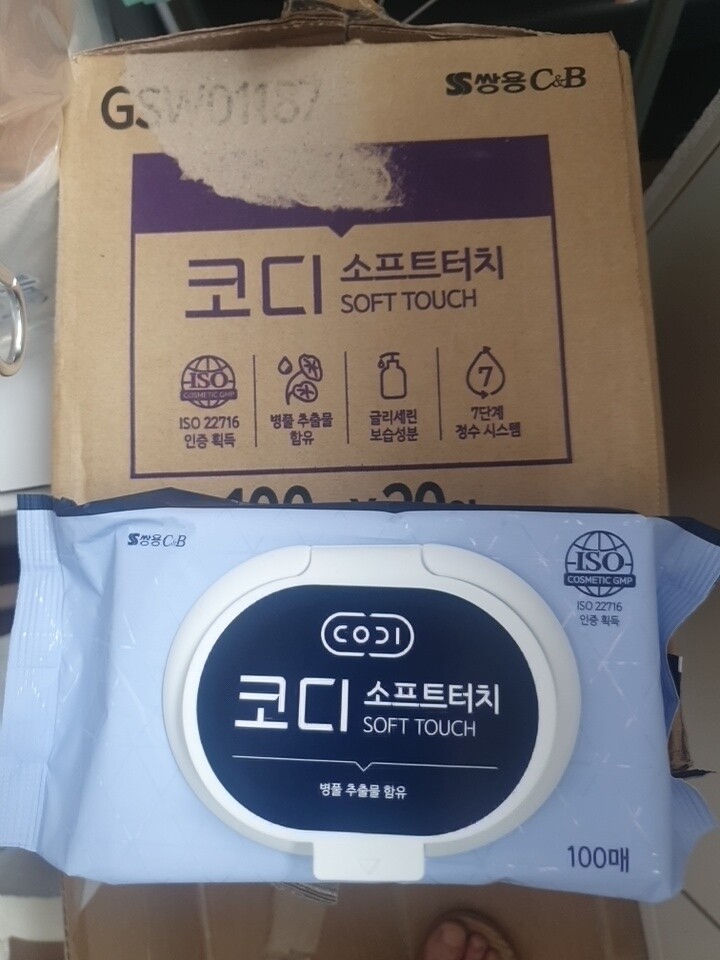 GSW01187
쌍용C&B
코디 소프트터치
SOFT TOUCH
ISO
COSMETIC GMP
ISO 22716
인증 획득
병풀 추출물
함유
글리세린
보습성분
7
7단계
정수 시스템
쌍용C&B
ISO
COSMETIC GMP
ISO 22716
인증 획득
CODI
코디 소프트터치
SOFT TOUCH
병풀 추출물 함유
100매